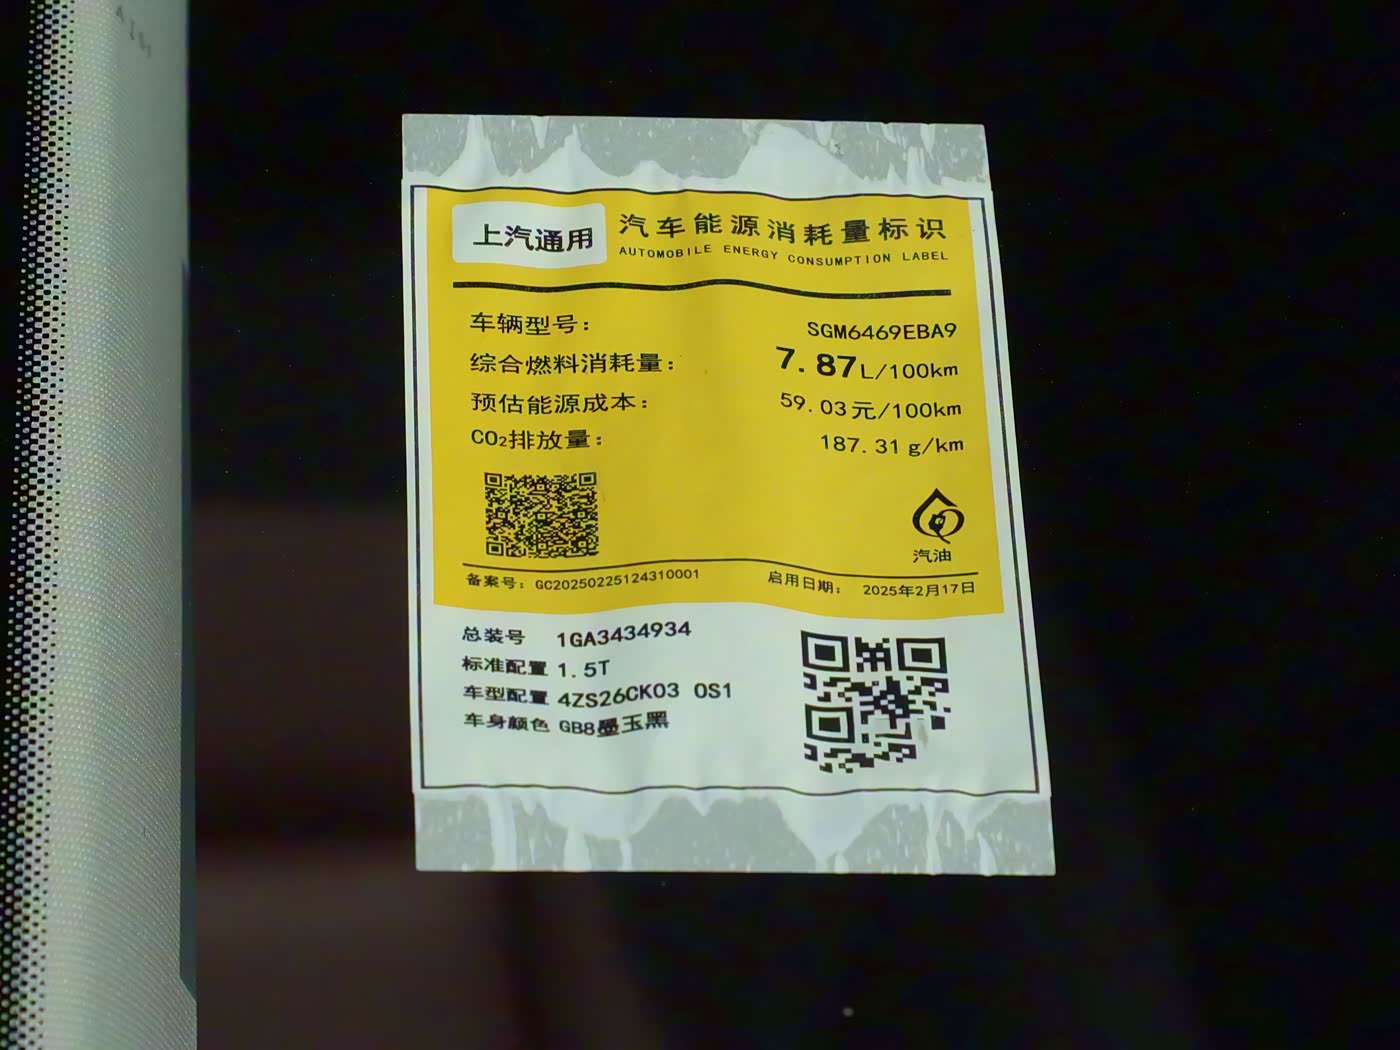 上汽通用
汽车能源消耗量标识
AUTOMOBILE ENERGY CONSUMPTION LABEL
车辆型号: SGM6469EBA9
综合燃料消耗量: 7.87L/100km
预估能源成本: 59.03元/100km
CO₂排放量: 187.31 g/km
汽油
备案号: GC20250225124310001 启用日期: 2025年2月17日
总装号 1GA3434934
标准配置 1.5T
车型配置 4ZS26CK03 0S1
车身颜色 GB8墨玉黑